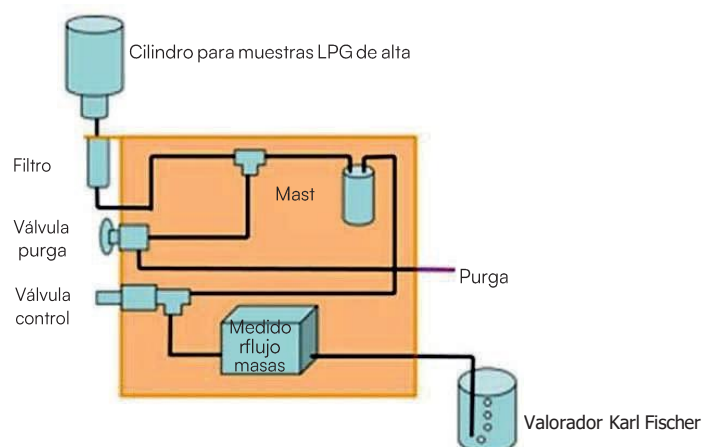 Cilindro para muestras LPG de alta
Filtro
Mast
Válvula
purga
Purga
Válvula
control
Medido
rflujo
masas
Valorador Karl Fischer